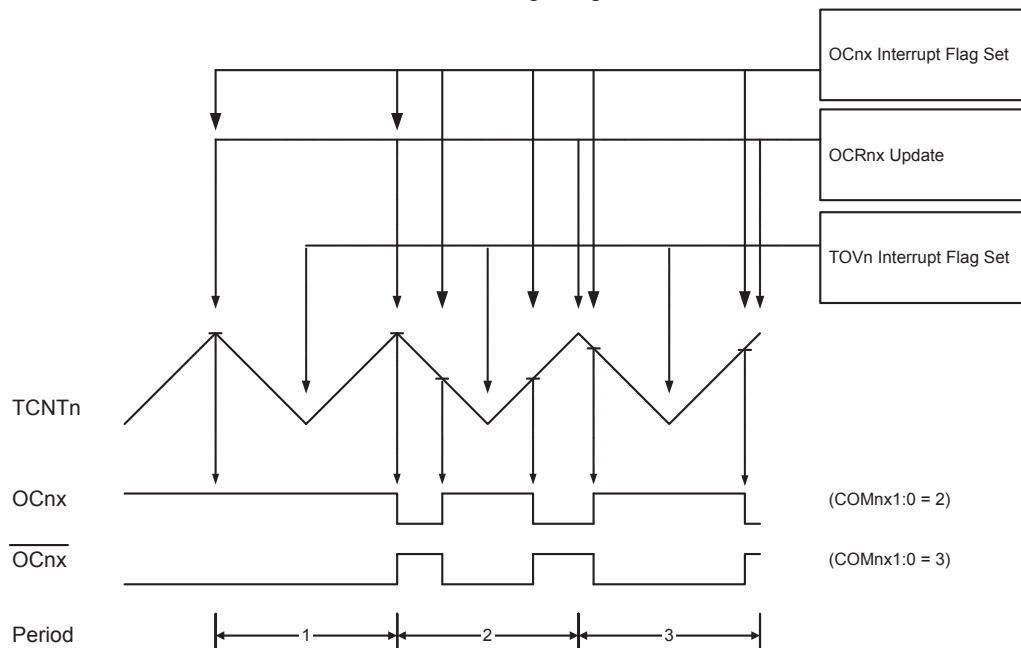 OCnx Interrupt Flag Set
OCRnx Update
TOVn Interrupt Flag Set
TCNTn
OCnx
(COMnx1:0 = 2)
OCnx
(COMnx1:0 = 3)
Period
1
2
3